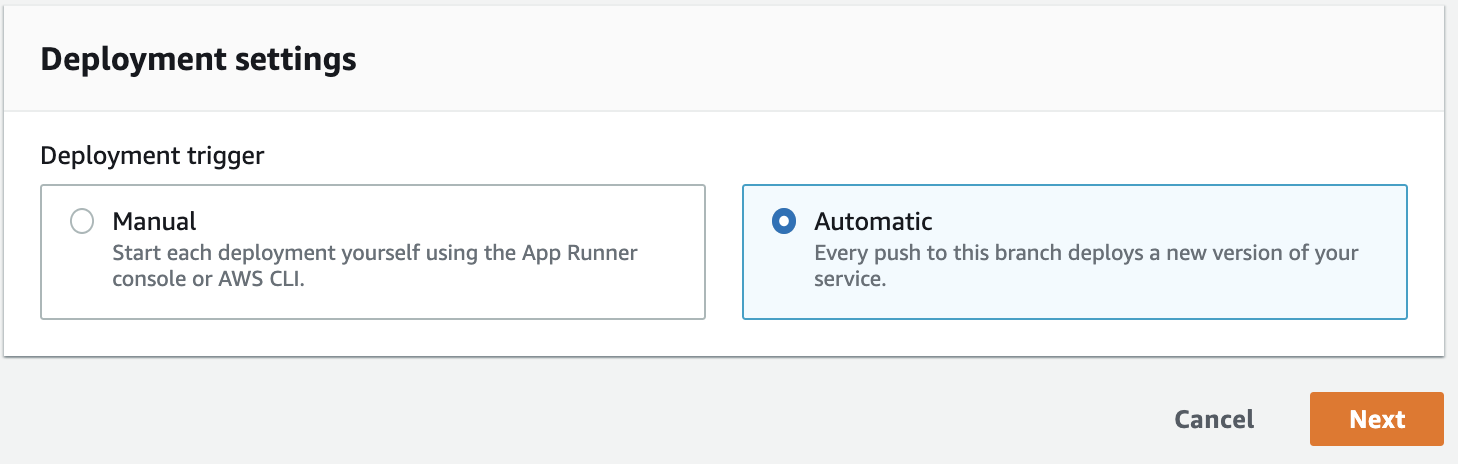 Deployment settings
Deployment trigger
Manual
Start each deployment yourself using the App Runner
console or AWS CLI.
Automatic
Every push to this branch deploys a new version of your
service.
Cancel
Next